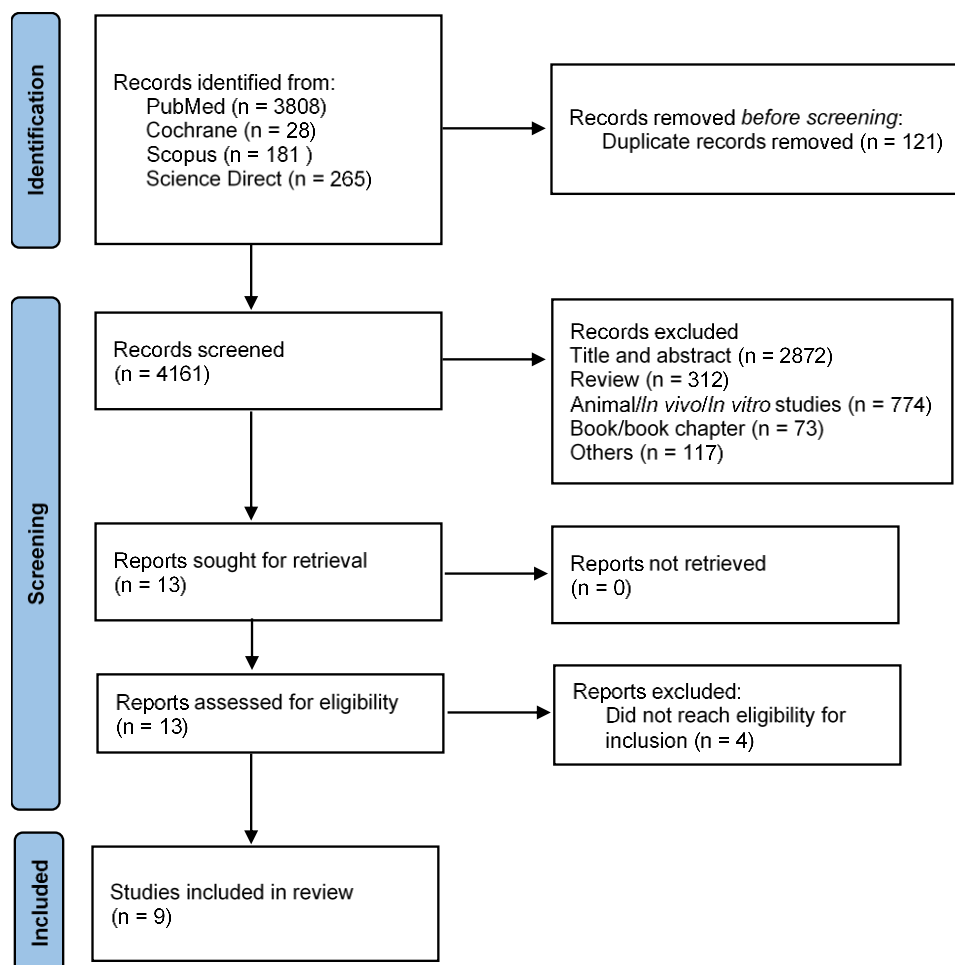 Identification
Records identified from:
PubMed (n = 3808)
Cochrane (n = 28)
Scopus (n = 181 )
Science Direct (n = 265)
Records removed before screening:
Duplicate records removed (n = 121)
Screening
Records screened
(n = 4161)
Records excluded
Title and abstract (n = 2872)
Review (n = 312)
Animal/In vivo/In vitro studies (n = 774)
Book/book chapter (n = 73)
Others (n = 117)
Reports sought for retrieval
(n = 13)
Reports not retrieved
(n = 0)
Reports assessed for eligibility
(n = 13)
Reports excluded:
Did not reach eligibility for
inclusion (n = 4)
Included
Studies included in review
(n = 9)